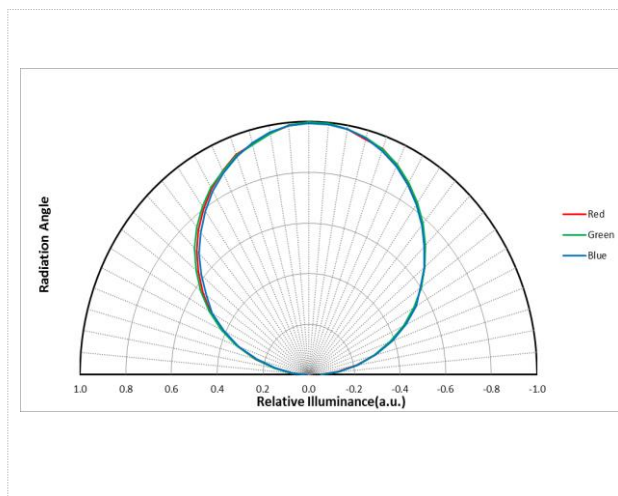 Radiation Angle
Red
Green
Blue
1.0 0.8 0.6 0.4 0.2 0.0 -0.2 -0.4 -0.6 -0.8 -1.0
Relative Illuminance(a.u.)